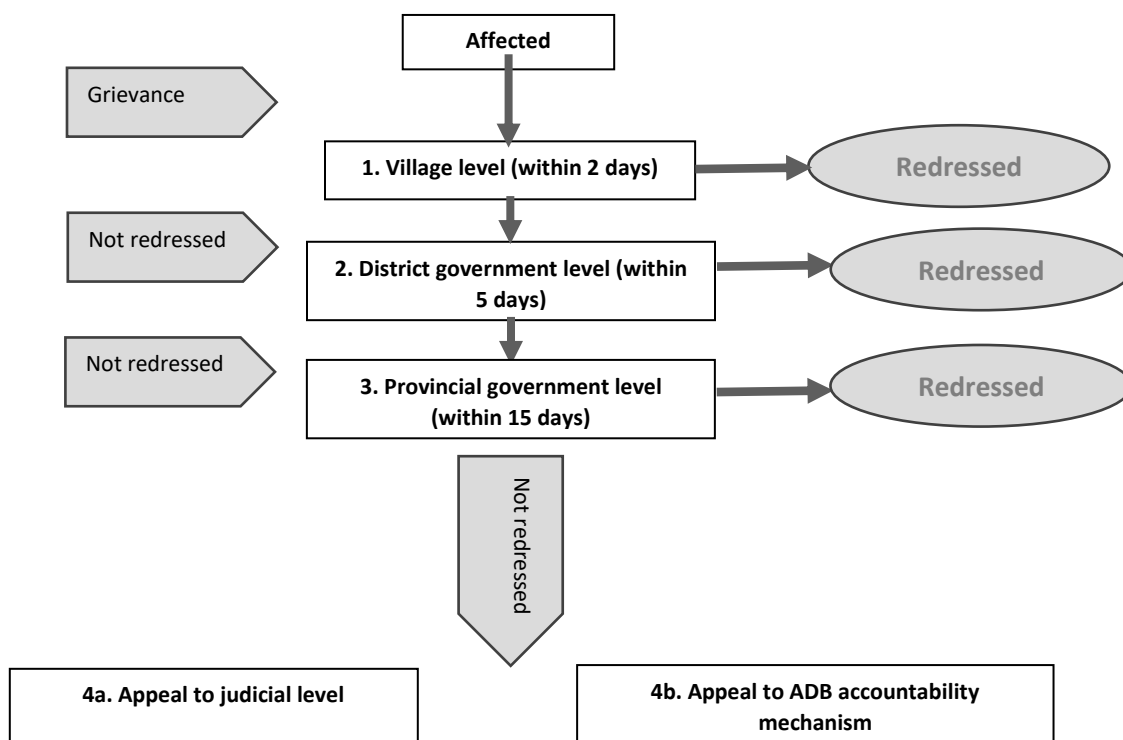 Affected
Grievance
1. Village level (within 2 days)
Redressed
Not redressed
2. District government level (within
5 days)
Redressed
Not redressed
3. Provincial government level
(within 15 days)
Redressed
Not redressed
4a. Appeal to judicial level
4b. Appeal to ADB accountability
mechanism